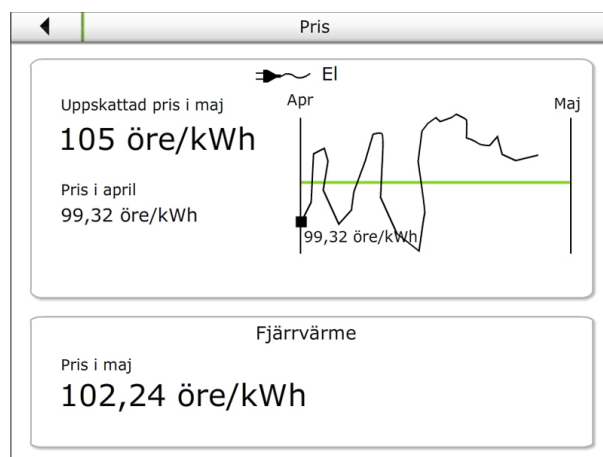 Pris
El
Uppskattad pris i maj
105 öre/kWh
Pris i april
99,32 öre/kWh
Apr
Maj
99,32 öre/kWh
Fjärrvärme
Pris i maj
102,24 öre/kWh